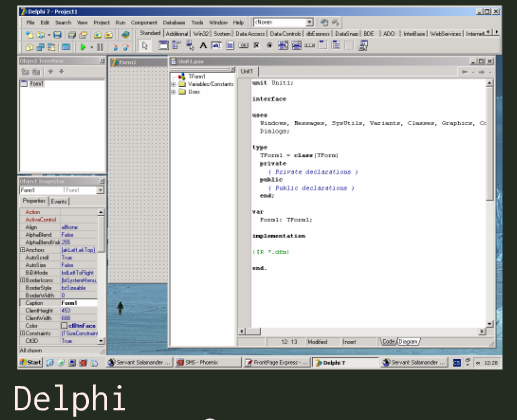 Delphi 7 - Project1
File Edit Search View Project Run Component Database Tools Window Help <None>
Standard Additional Win32 System Data Access Data Controls dbExpress DataSnap BDE ADO InterBase WebServices Internet
Object TreeView
Form1
Form1
Unit1.pas
TForm1
Variables/Constants
Uses
Unit1
unit Unit1;
interface
uses
Windows, Messages, SysUtils, Variants, Classes, Graphics, Co
Dialogs;
type
TForm1 = class(TForm)
private
{ Private declarations }
public
{ Public declarations }
end;
var
Form1: TForm1;
implementation
{$R *.dfm}
end.
12: 13 Modified Insert Code Diagram
Object Inspector
Form1 TForm1
Properties Events
Action
ActiveControl
Align alNone
AlphaBlend False
AlphaBlendVal 255
Anchors [akLeft,akTop]
AutoScroll True
AutoSize False
BiDiMode bdLeftToRight
BorderIcons [biSystemMenu,
BorderStyle bsSizeable
BorderWidth 0
Caption Form1
ClientHeight 453
ClientWidth 688
Color clBtnFace
Constraints (TSizeConstraint
Ctl3D True
All shown
Start Servant Salamander ... SMS - Phoenix FrontPage Express - ... Delphi 7 Servant Salamander ... 12:28
Delphi